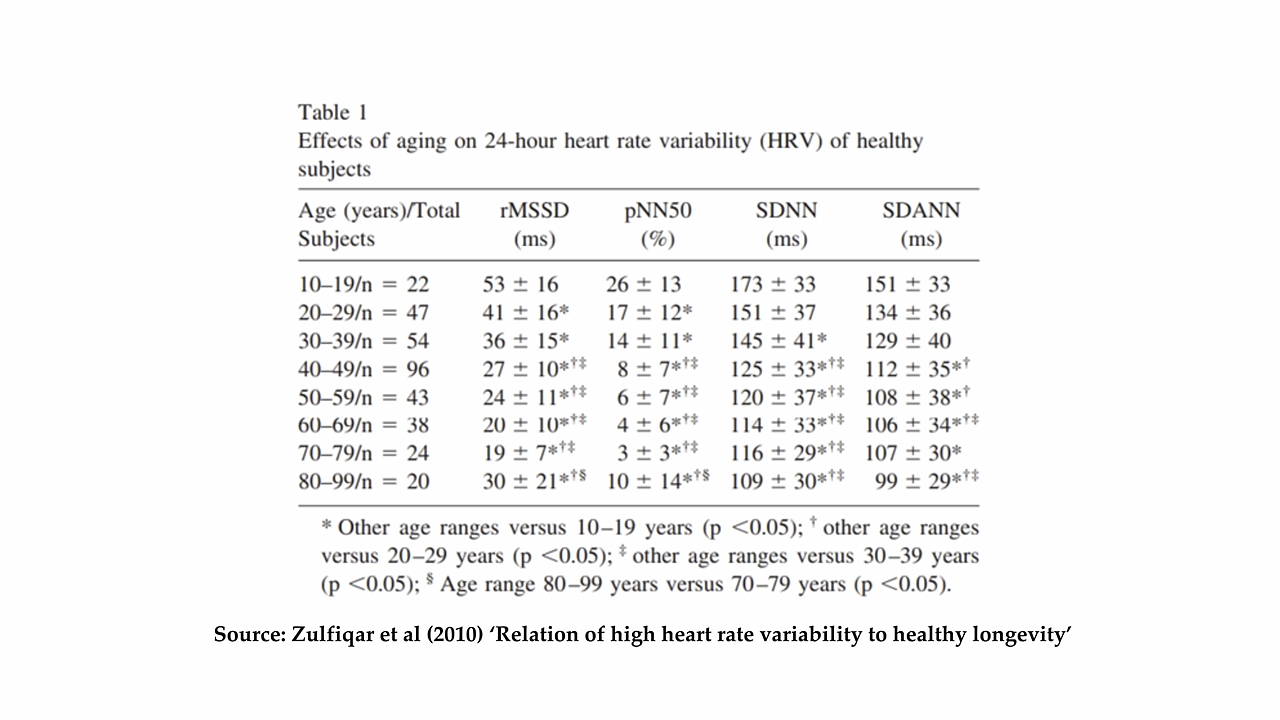 Table 1
Effects of aging on 24-hour heart rate variability (HRV) of healthy
subjects
Age (years)/Total rMSSD pNN50 SDNN SDANN
Subjects (ms) (%) (ms) (ms)
10–19/n = 22 53 ± 16 26 ± 13 173 ± 33 151 ± 33
20–29/n = 47 41 ± 16* 17 ± 12* 151 ± 37 134 ± 36
30–39/n = 54 36 ± 15* 14 ± 11* 145 ± 41* 129 ± 40
40–49/n = 96 27 ± 10*†‡ 8 ± 7*†‡ 125 ± 33*†‡ 112 ± 35*†
50–59/n = 43 24 ± 11*†‡ 6 ± 7*†‡ 120 ± 37*†‡ 108 ± 38*†
60–69/n = 38 20 ± 10*†‡ 4 ± 6*†‡ 114 ± 33*†‡ 106 ± 34*†‡
70–79/n = 24 19 ± 7*†‡ 3 ± 3*†‡ 116 ± 29*†‡ 107 ± 30*
80–99/n = 20 30 ± 21*†§ 10 ± 14*†§ 109 ± 30*†‡ 99 ± 29*†‡
* Other age ranges versus 10–19 years (p <0.05); † other age ranges
versus 20–29 years (p <0.05); ‡ other age ranges versus 30–39 years
(p <0.05); § Age range 80–99 years versus 70–79 years (p <0.05).
Source: Zulfiqar et al (2010) ‘Relation of high heart rate variability to healthy longevity’